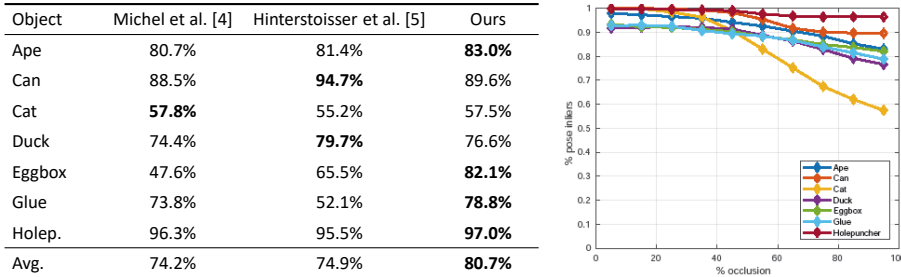 Object Michel et al. [4] Hinterstoisser et al. [5] Ours
Ape 80.7% 81.4% 83.0%
Can 88.5% 94.7% 89.6%
Cat 57.8% 55.2% 57.5%
Duck 74.4% 79.7% 76.6%
Eggbox 47.6% 65.5% 82.1%
Glue 73.8% 52.1% 78.8%
Holep. 96.3% 95.5% 97.0%
Avg. 74.2% 74.9% 80.7%
% pose inliers
1
0.9
0.8
0.7
0.6
0.5
0.4
0.3
0.2
0.1
0
Ape
Can
Cat
Duck
Eggbox
Glue
Holepuncher
0 20 40 60 80 100
% occlusion